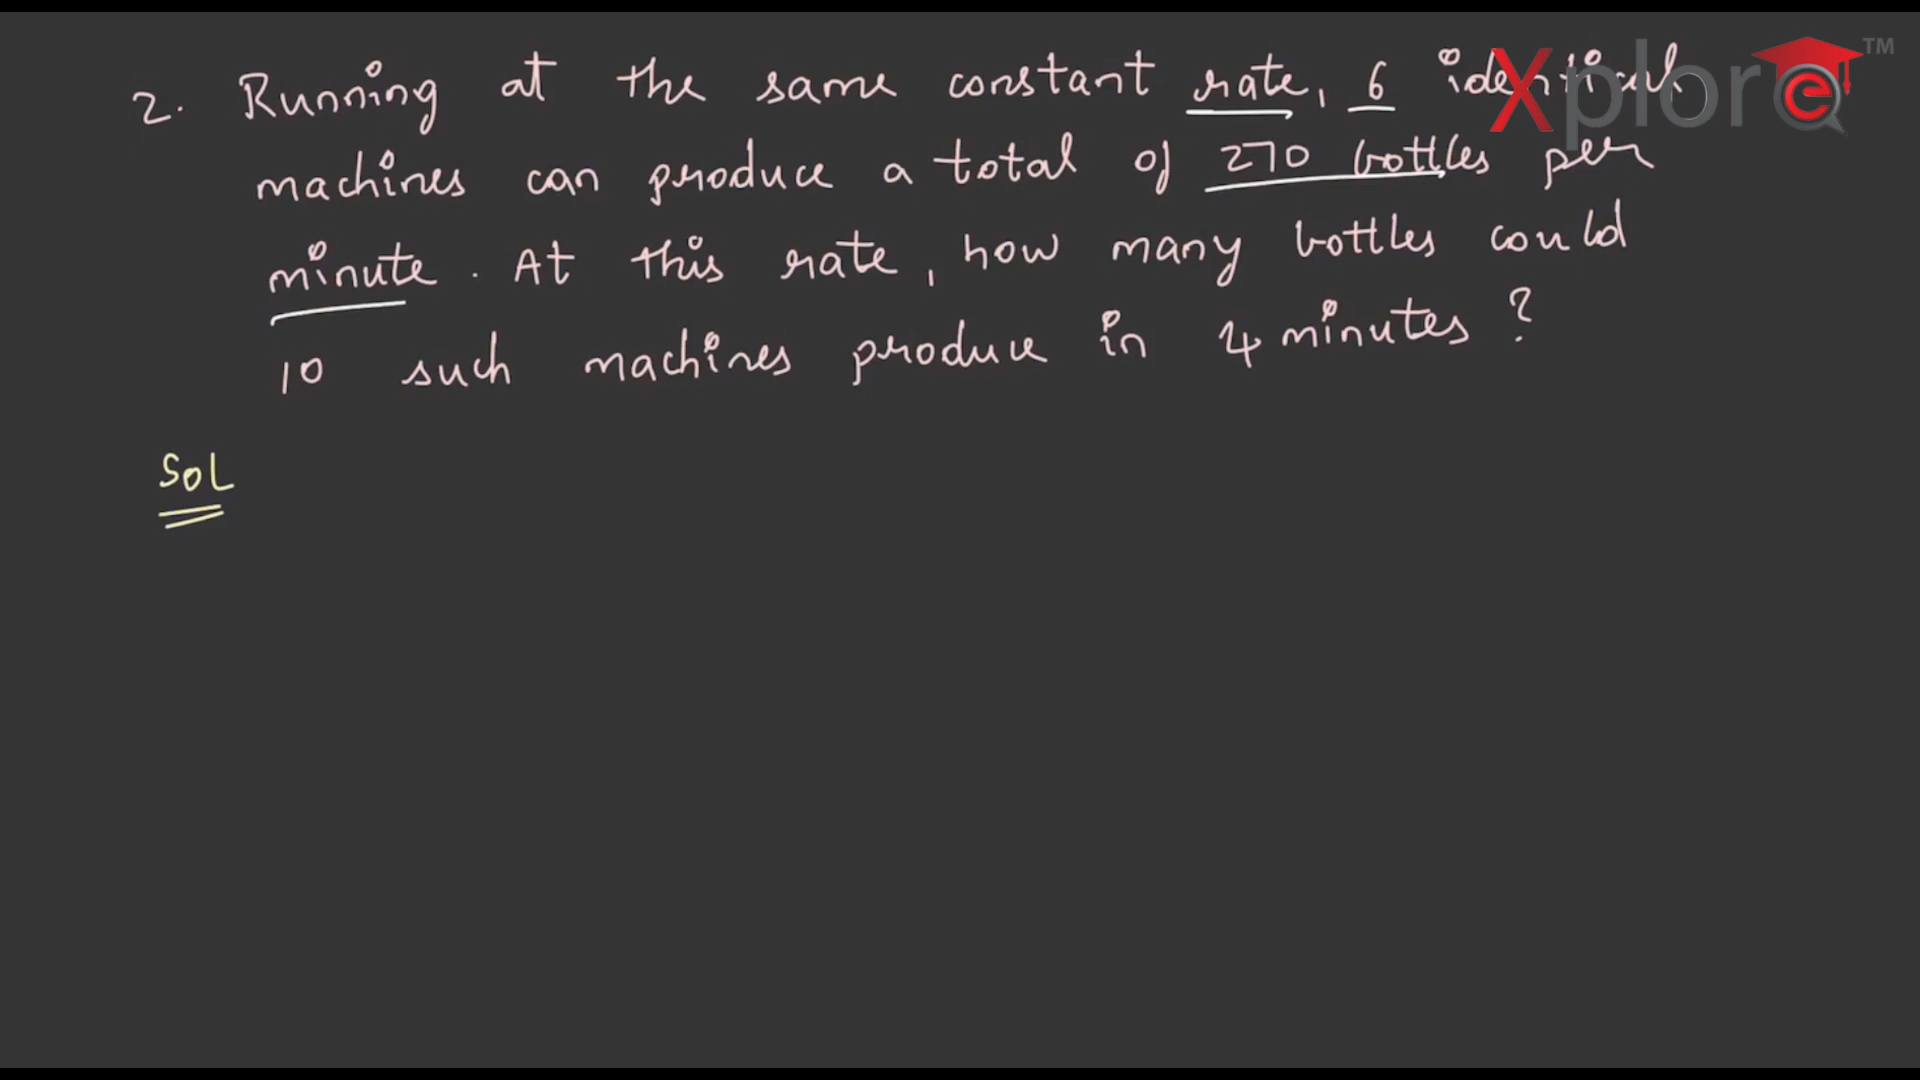 2. Running at the same constant rate, 6 identical
machines can produce a total of 270 bottles per
minute. At this rate, how many bottles could
10 such machines produce in 4 minutes?
SOL
Xplore TM